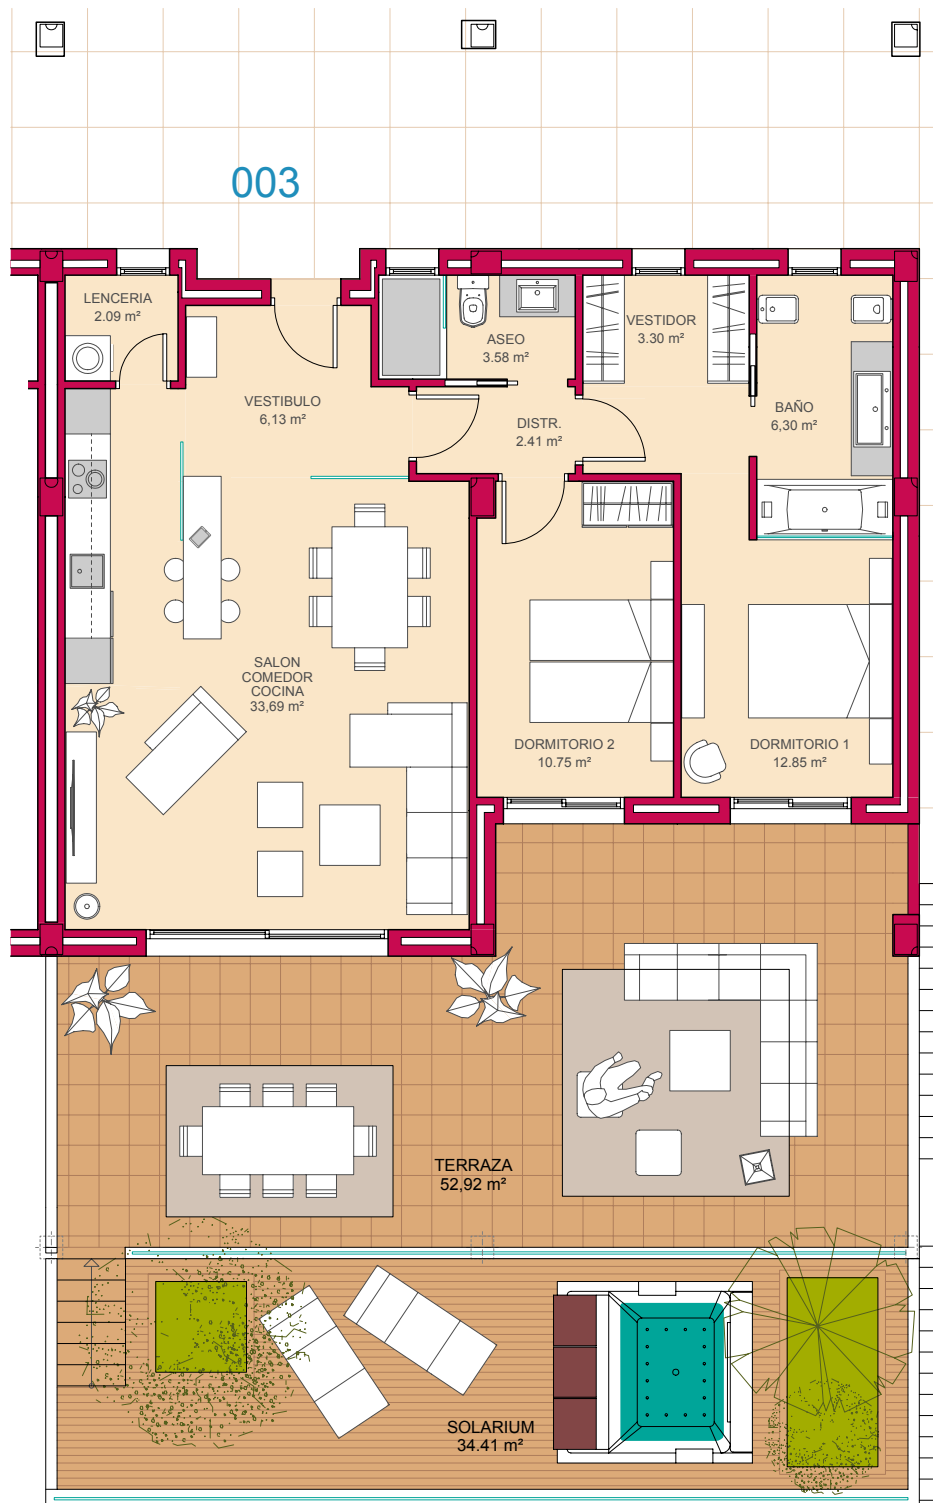 003
LENCERIA
2.09 m²
ASEO
3.58 m²
VESTIDOR
3.30 m²
VESTIBULO
6,13 m²
DISTR.
2.41 m²
BAÑO
6,30 m²
SALON
COMEDOR
COCINA
33,69 m²
DORMITORIO 2
10.75 m²
DORMITORIO 1
12.85 m²
TERRAZA
52,92 m²
SOLARIUM
34.41 m²